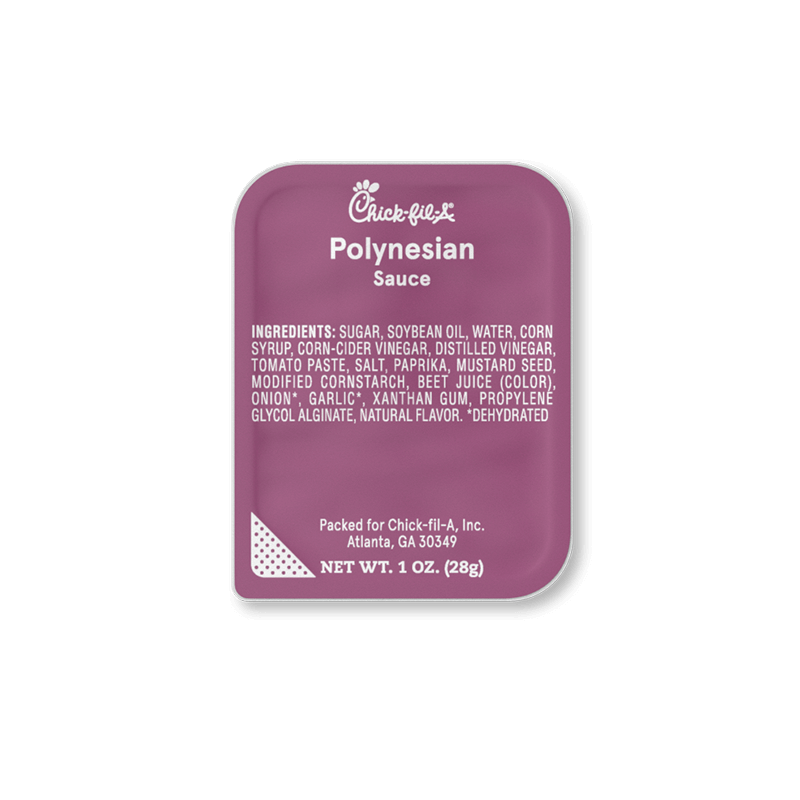 Chick-fil-A®
Polynesian
Sauce
INGREDIENTS: SUGAR, SOYBEAN OIL, WATER, CORN
SYRUP, CORN-CIDER VINEGAR, DISTILLED VINEGAR,
TOMATO PASTE, SALT, PAPRIKA, MUSTARD SEED,
MODIFIED CORNSTARCH, BEET JUICE (COLOR),
ONION*, GARLIC*, XANTHAN GUM, PROPYLENE
GLYCOL ALGINATE, NATURAL FLAVOR. *DEHYDRATED
Packed for Chick-fil-A, Inc.
Atlanta, GA 30349
NET WT. 1 OZ. (28g)